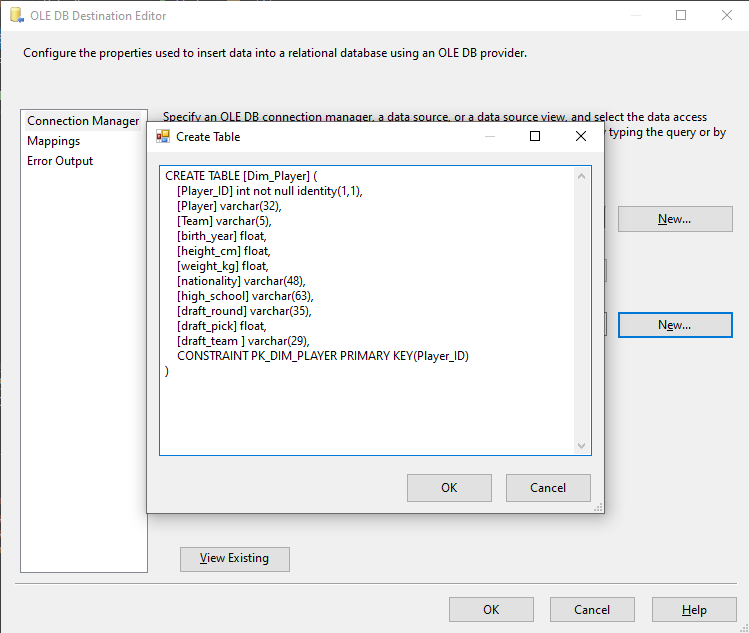 OLE DB Destination Editor
Configure the properties used to insert data into a relational database using an OLE DB provider.
Connection Manager
Mappings
Error Output
Specify an OLE DB connection manager, a data source, or a data source view, and select the data access
typing the query or by
Create Table
CREATE TABLE [Dim_Player] (
[Player_ID] int not null identity(1,1),
[Player] varchar(32),
[Team] varchar(5),
[birth_year] float,
[height_cm] float,
[weight_kg] float,
[nationality] varchar(48),
[high_school] varchar(63),
[draft_round] varchar(35),
[draft_pick] float,
[draft_team ] varchar(29),
CONSTRAINT PK_DIM_PLAYER PRIMARY KEY(Player_ID)
)
New...
New...
OK
Cancel
View Existing
OK
Cancel
Help